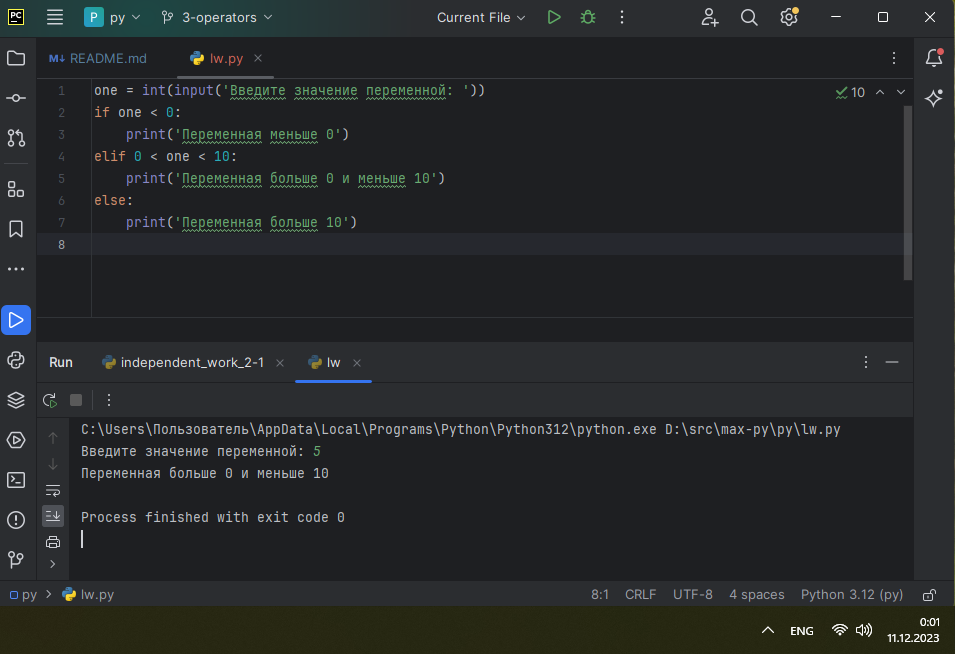 PC P py 3-operators Current File
M↓ README.md lw.py
1 one = int(input('Введите значение переменной: '))
10
2 if one < 0:
3 print('Переменная меньше 0')
4 elif 0 < one < 10:
5 print('Переменная больше 0 и меньше 10')
6 else:
7 print('Переменная больше 10')
8
Run independent_work_2-1 lw
C:\Users\Пользователь\AppData\Local\Programs\Python\Python312\python.exe D:\src\max-py\py\lw.py
Введите значение переменной: 5
Переменная больше 0 и меньше 10
Process finished with exit code 0
py lw.py 8:1 CRLF UTF-8 4 spaces Python 3.12 (py)
ENG
0:01
11.12.2023